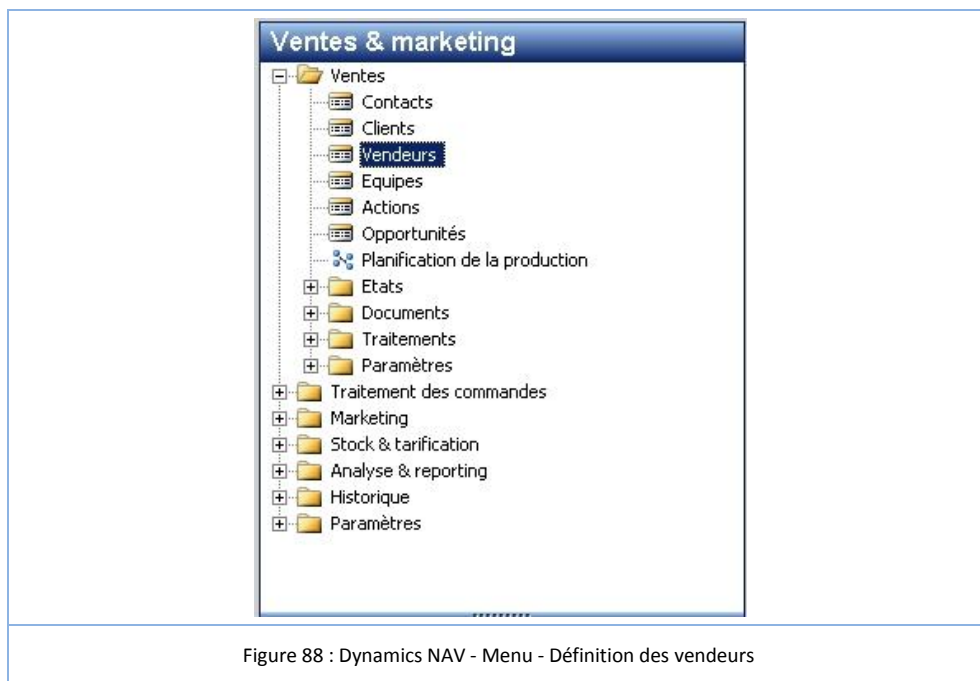 Ventes & marketing
Ventes
Contacts
Clients
Vendeurs
Equipes
Actions
Opportunités
Planification de la production
Etats
Documents
Traitements
Paramètres
Traitement des commandes
Marketing
Stock & tarification
Analyse & reporting
Historique
Paramètres
Figure 88 : Dynamics NAV - Menu - Définition des vendeurs